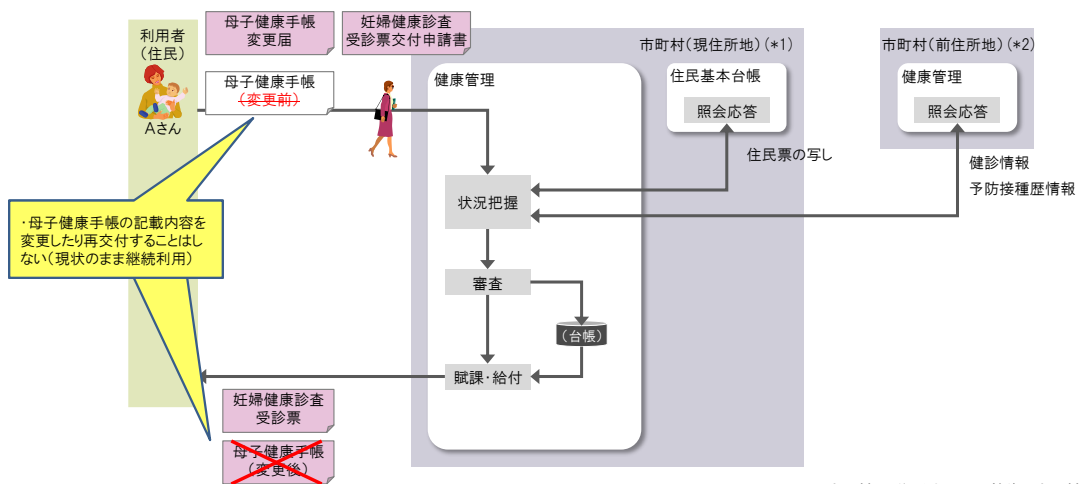 利用者
(住民)
Aさん
母子健康手帳
変更届
妊婦健康診査
受診票交付申請書
母子健康手帳
(変更前)
市町村(現住所地)(*1)
健康管理
住民基本台帳
照会応答
市町村(前住所地)(*2)
健康管理
照会応答
住民票の写し
健診情報
予防接種歴情報
状況把握
・母子健康手帳の記載内容を
変更したり再交付することはし
ない(現状のまま継続利用)
審査
(台帳)
賦課・給付
妊婦健康診査
受診票
母子健康手帳
(変更後)